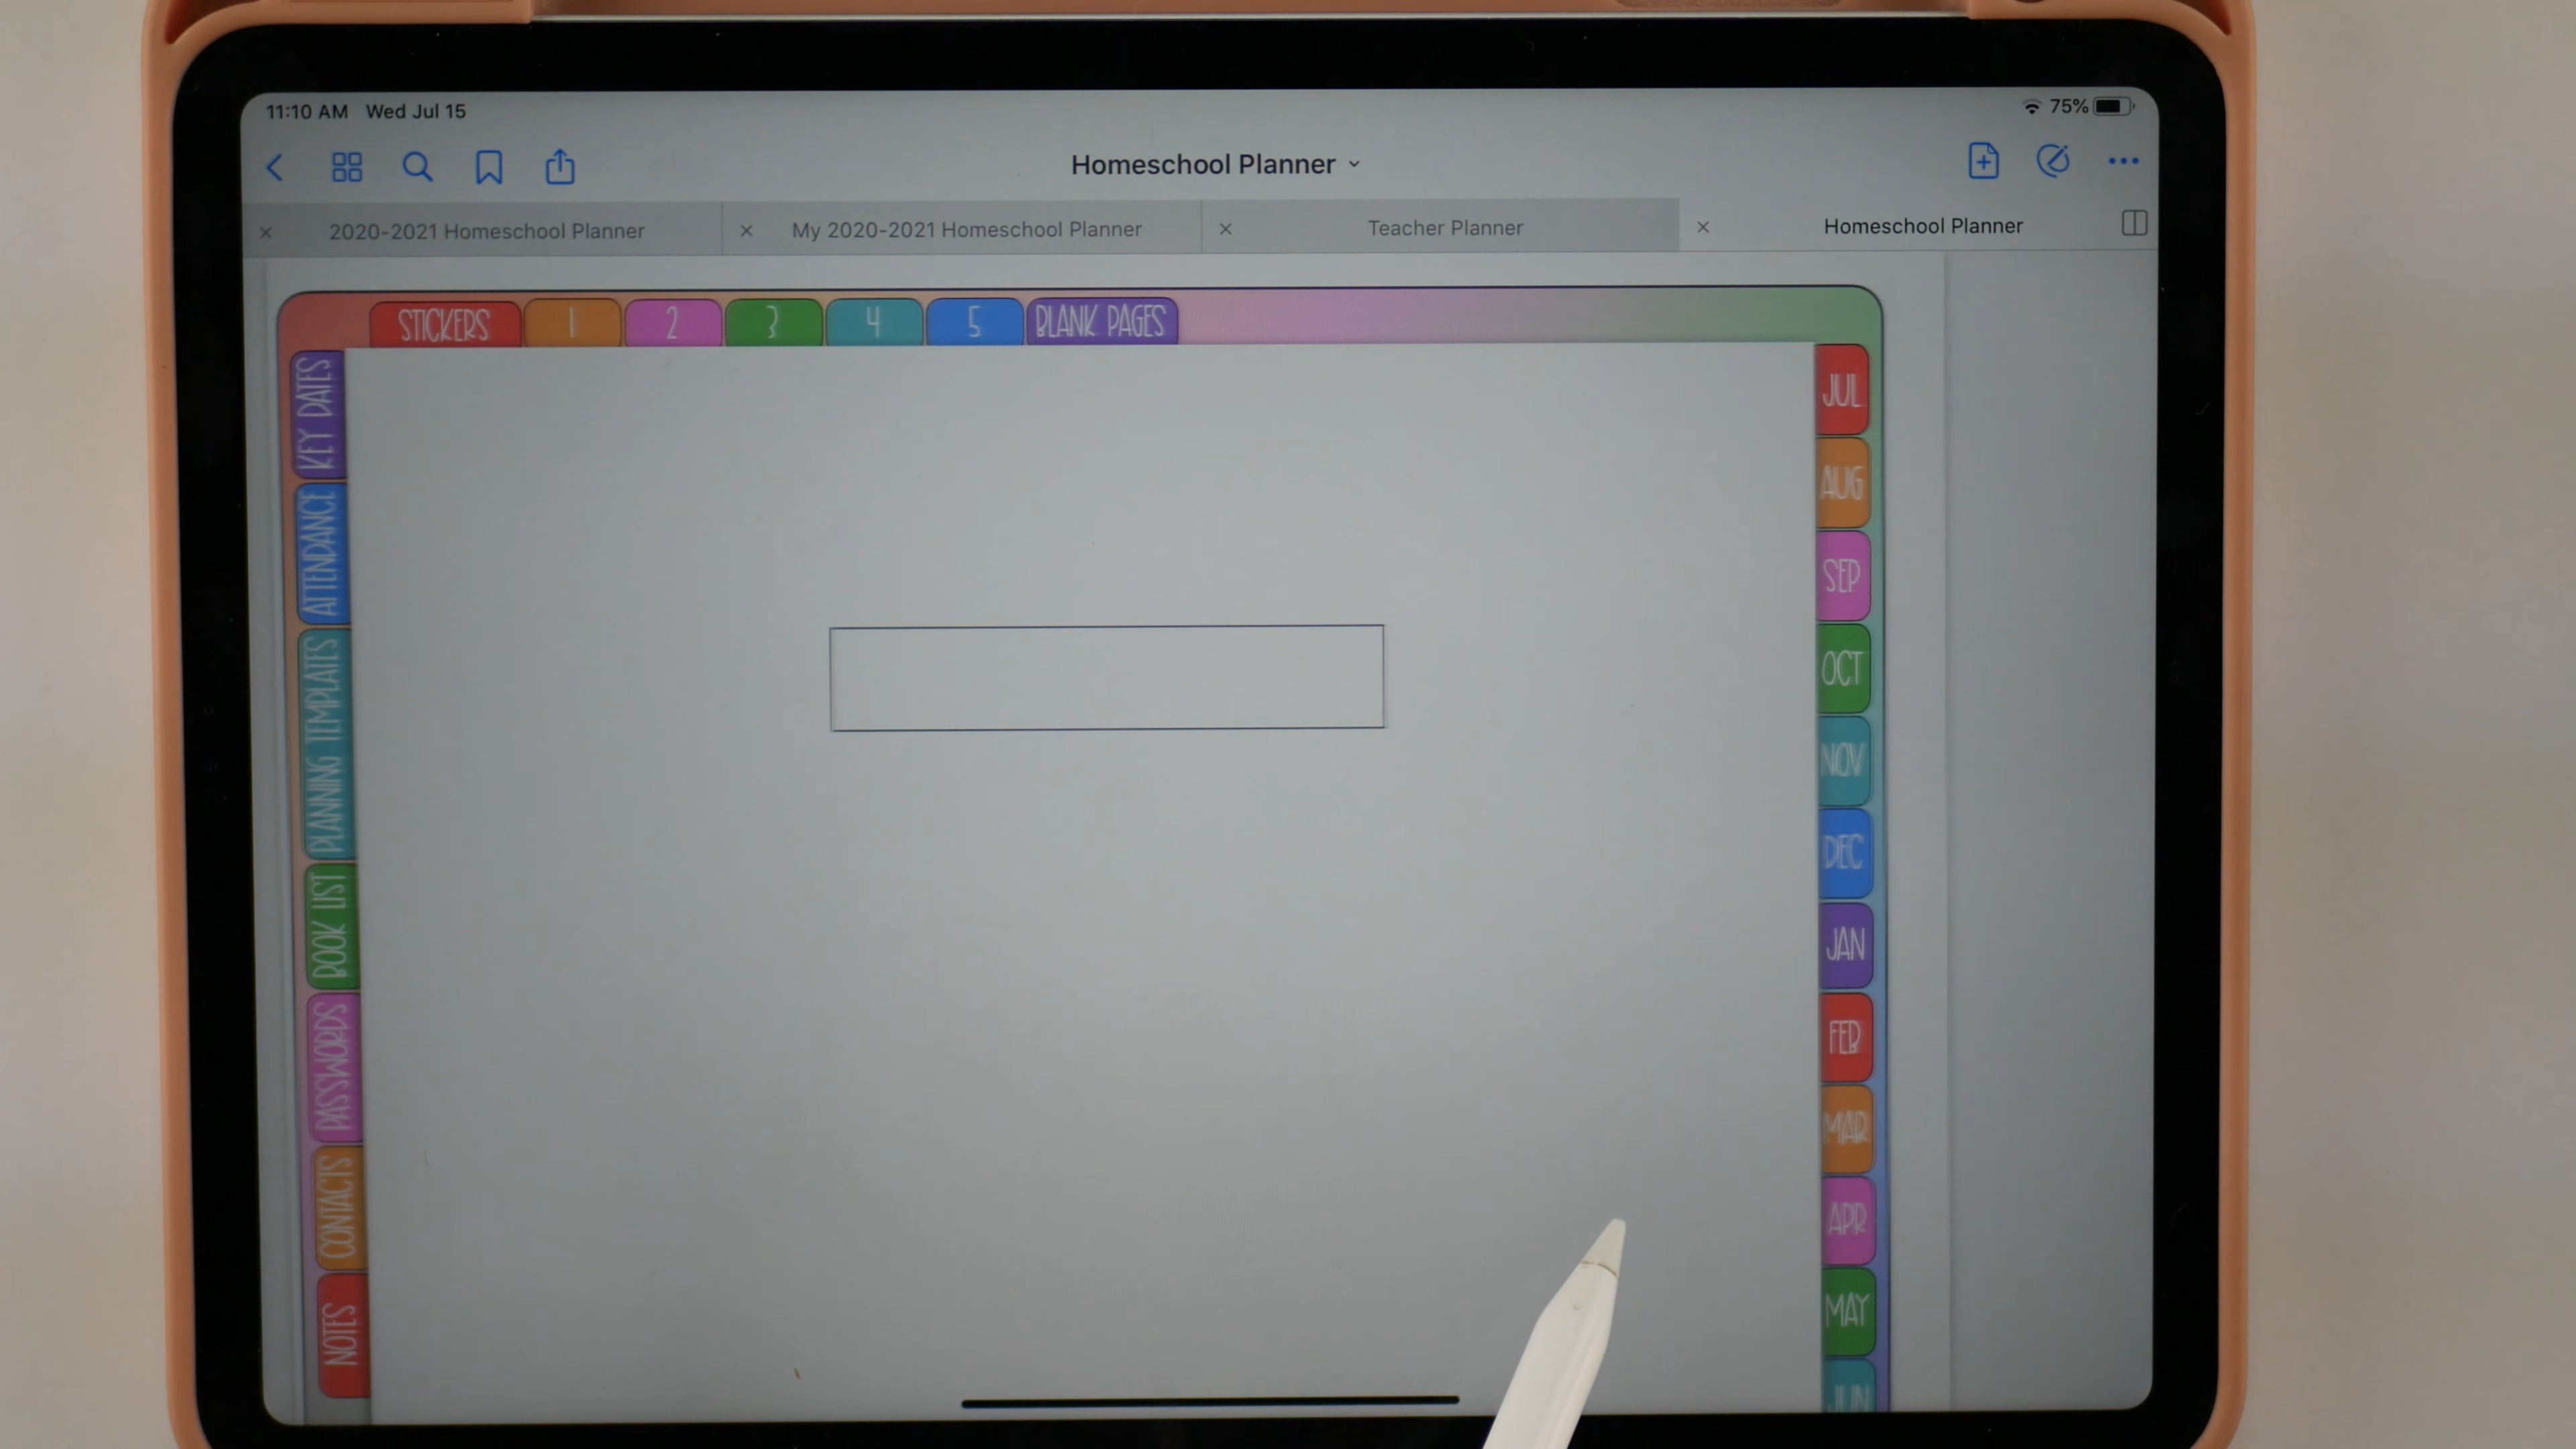 11:10 AM Wed Jul 15
75%
Homeschool Planner
2020-2021 Homeschool Planner
My 2020-2021 Homeschool Planner
Teacher Planner
Homeschool Planner
STICKERS
1
2
3
4
5
BLANK PAGES
KEY DATES
ATTENDANCE
PLANNING TEMPLATES
BOOK LIST
PASSWORDS
CONTACTS
NOTES
JUL
AUG
SEP
OCT
NOV
DEC
JAN
FEB
MAR
APR
MAY
JUN